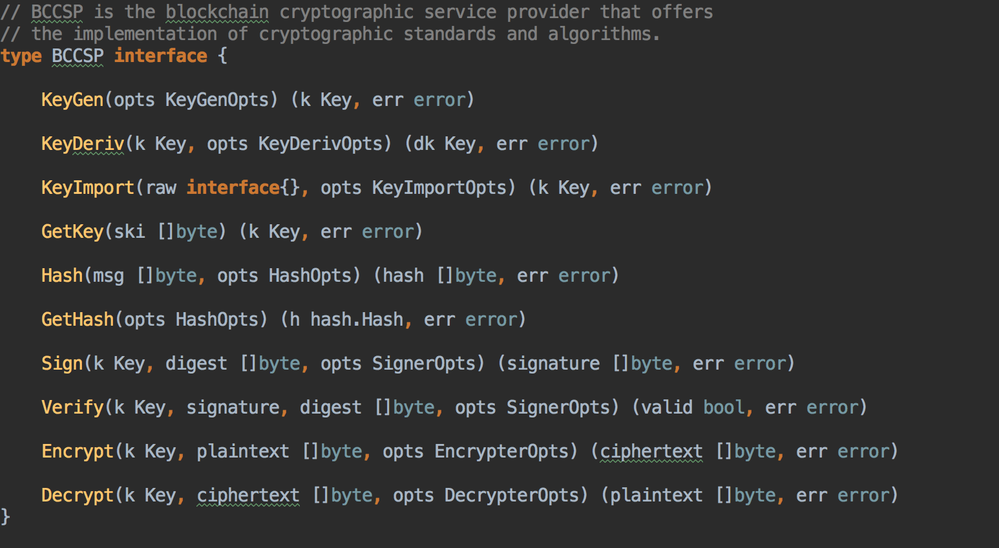 // BCCSP is the blockchain cryptographic service provider that offers
// the implementation of cryptographic standards and algorithms.
type BCCSP interface {
KeyGen(opts KeyGenOpts) (k Key, err error)
KeyDeriv(k Key, opts KeyDerivOpts) (dk Key, err error)
KeyImport(raw interface{}, opts KeyImportOpts) (k Key, err error)
GetKey(ski []byte) (k Key, err error)
Hash(msg []byte, opts HashOpts) (hash []byte, err error)
GetHash(opts HashOpts) (h hash.Hash, err error)
Sign(k Key, digest []byte, opts SignerOpts) (signature []byte, err error)
Verify(k Key, signature, digest []byte, opts SignerOpts) (valid bool, err error)
Encrypt(k Key, plaintext []byte, opts EncrypterOpts) (ciphertext []byte, err error)
Decrypt(k Key, ciphertext []byte, opts DecrypterOpts) (plaintext []byte, err error)
}